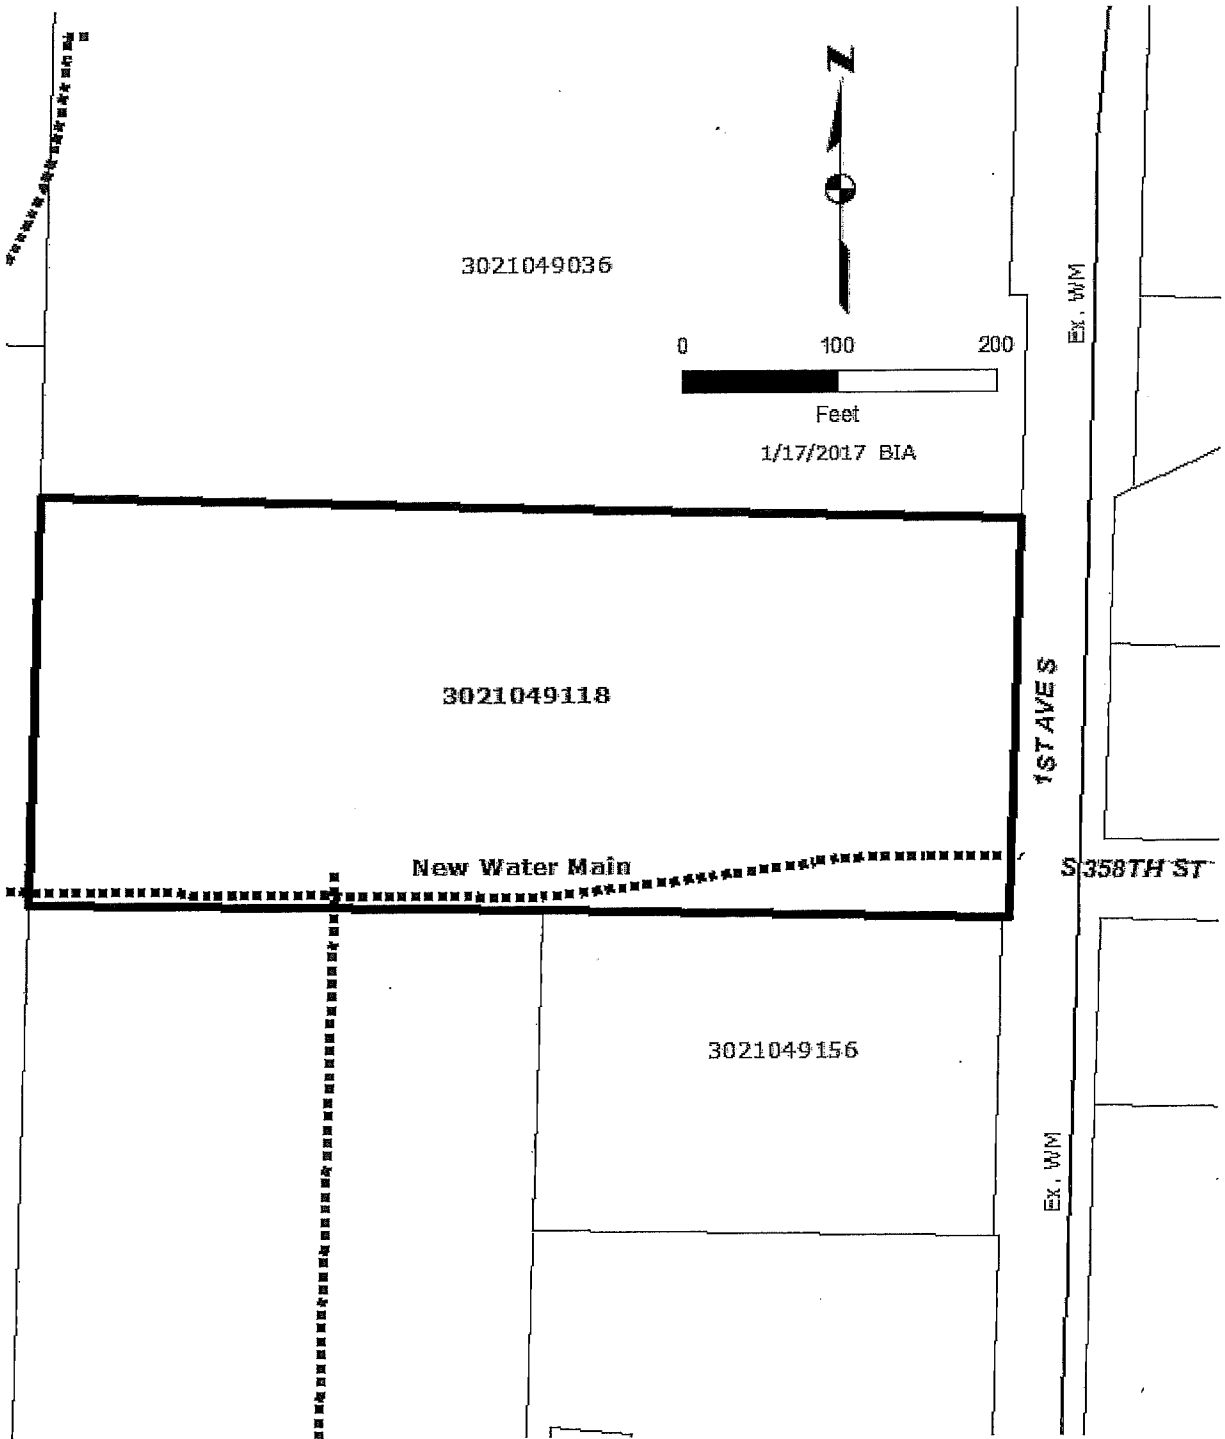 N
3021049036
Ex. WM
0 100 200
Feet
1/17/2017 BIA
3021049118
1ST AVE S
New Water Main
S 358TH ST
3021049156
Ex. WM